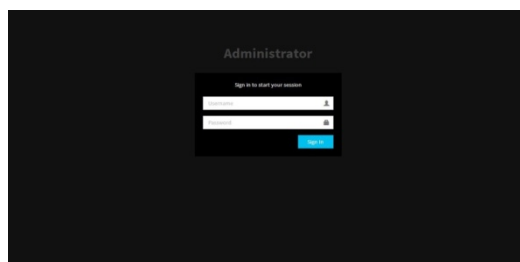 Administrator
Sign in to start your session
Username
Password
Sign In